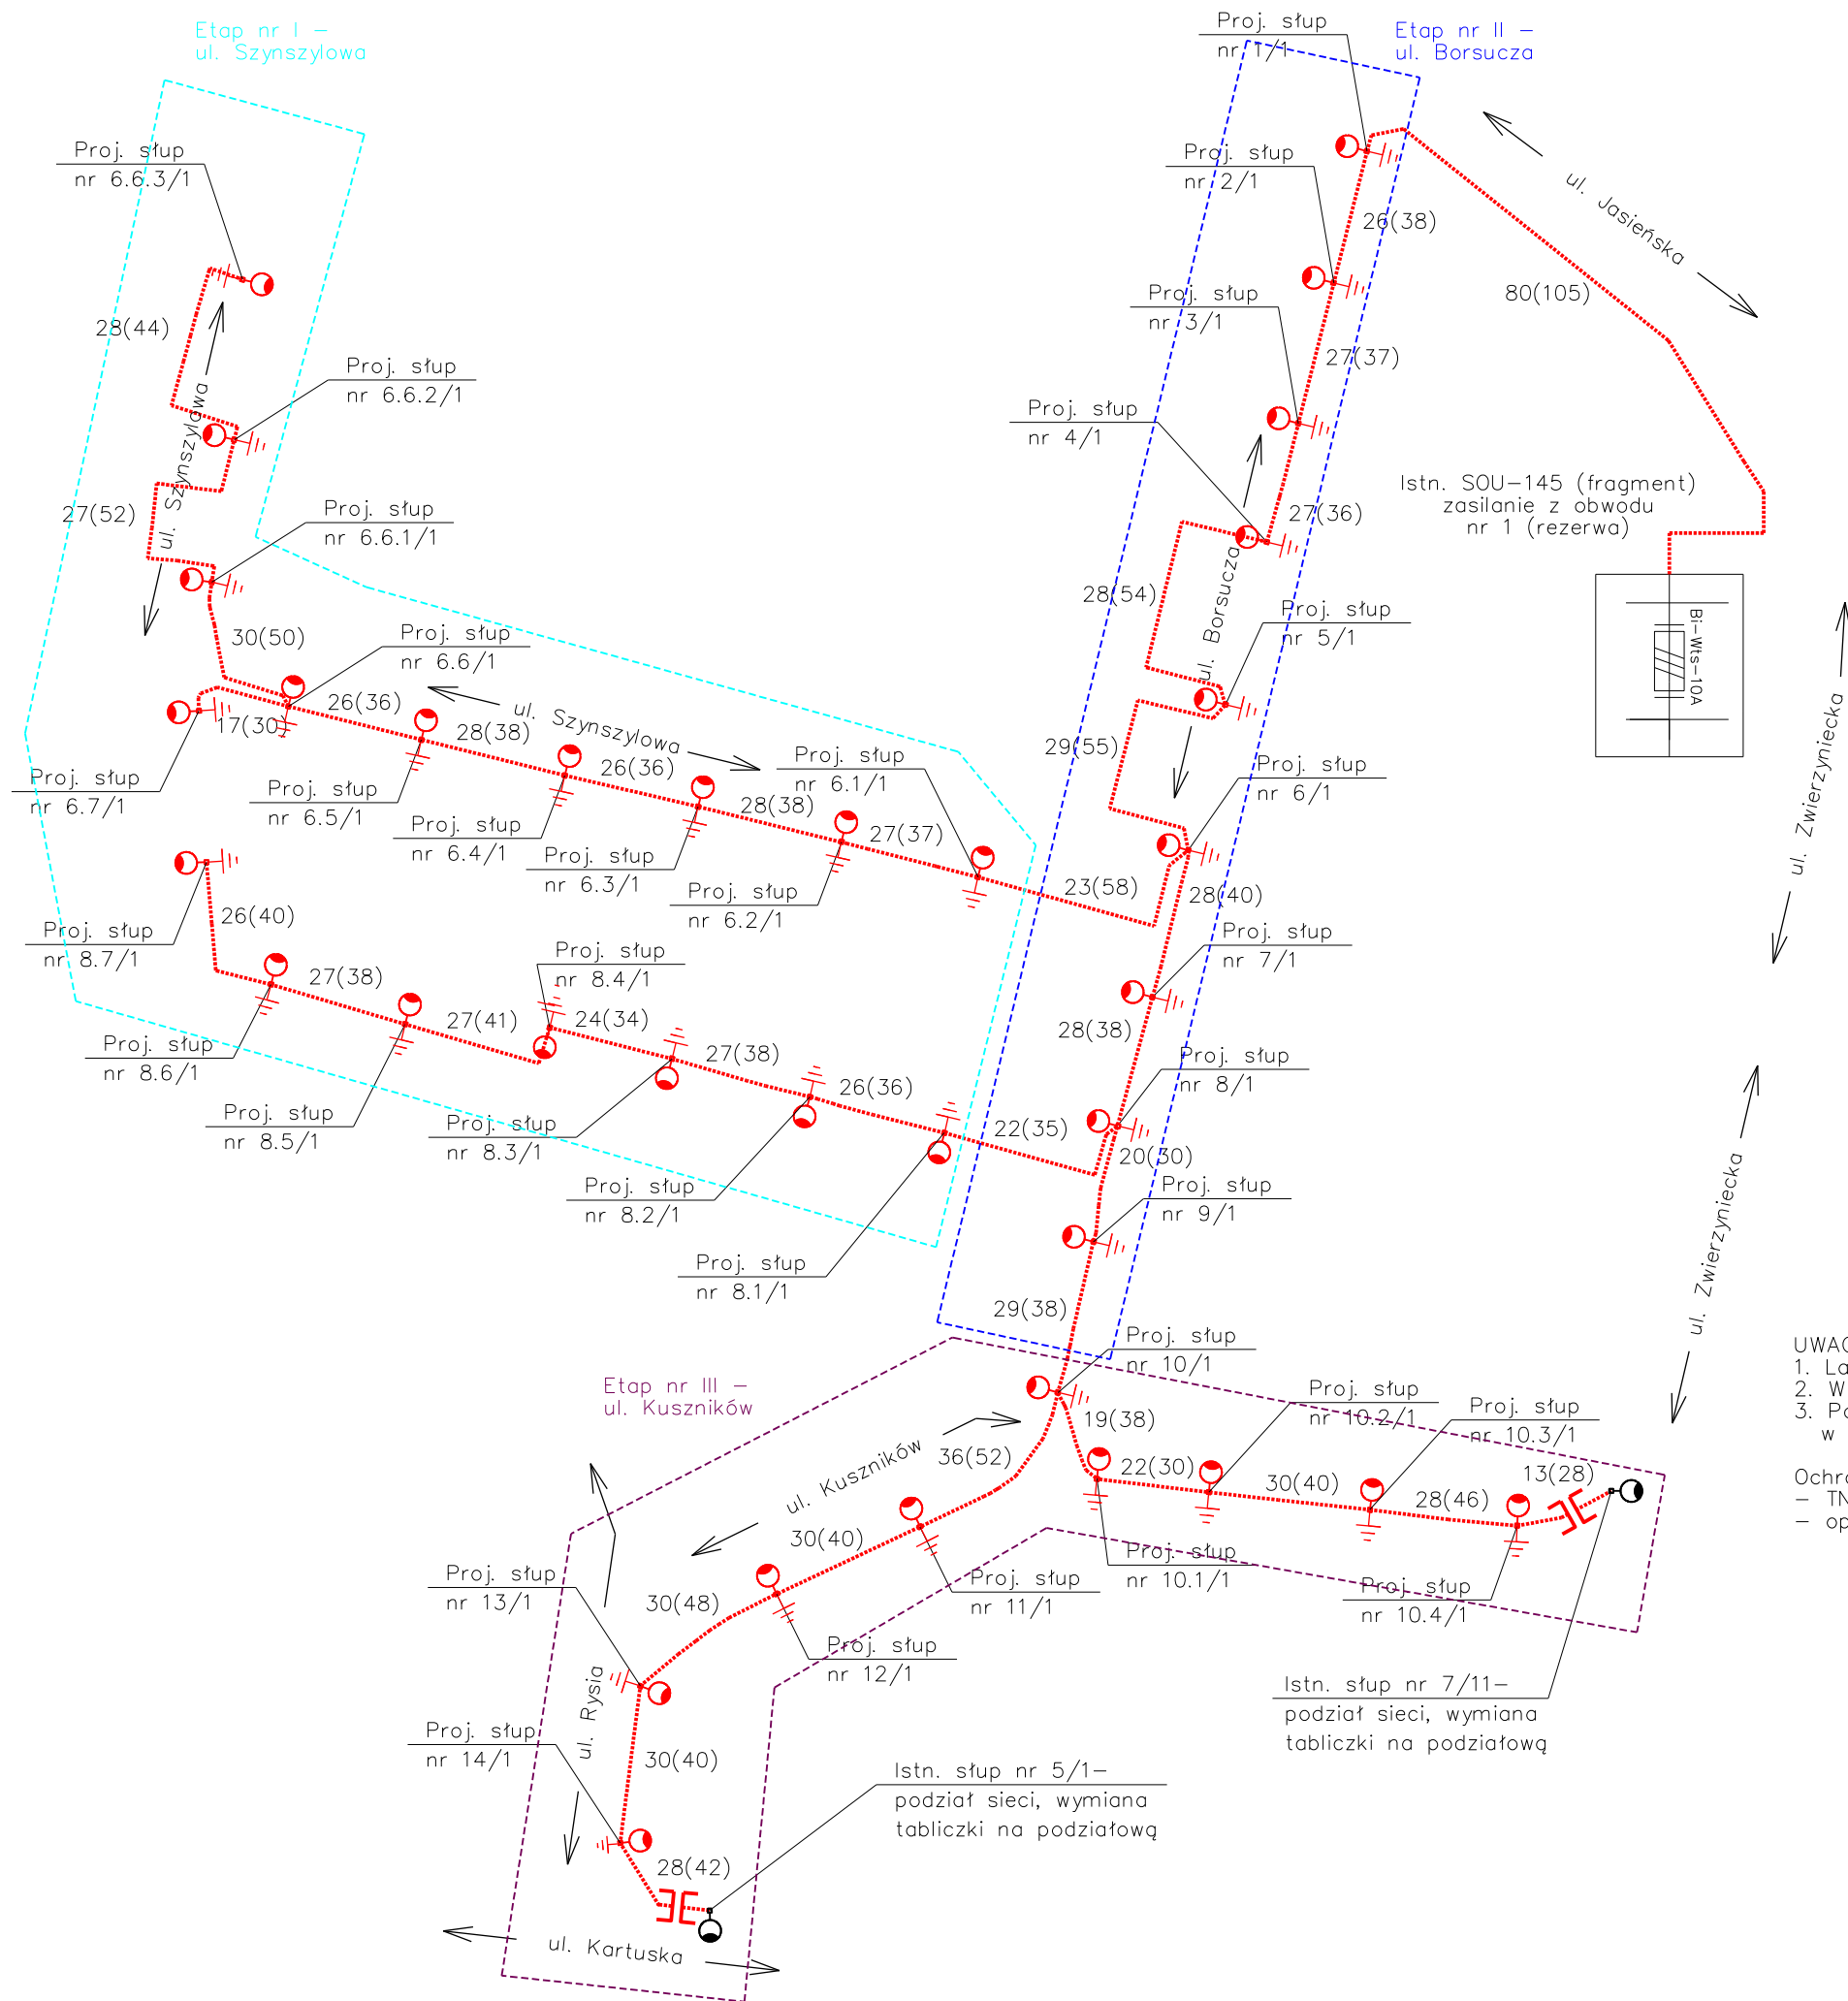 Etap nr I –
ul. Szynszylowa
Proj. słup
nr 1/1
Etap nr II –
ul. Borsucza
Proj. słup
nr 6.6.3/1
Proj. słup
nr 2/1
ul. Jasieńska
26(38)
80(105)
Proj. słup
nr 3/1
28(44)
27(37)
Proj. słup
nr 6.6.2/1
ul. Szynszylowa
Proj. słup
nr 4/1
Istn. SOU–145 (fragment)
zasilanie z obwodu
nr 1 (rezerwa)
27(52)
27(36)
Proj. słup
nr 6.6.1/1
28(54)
ul. Borsucza
Bi–Wts–10A
Proj. słup
nr 5/1
30(50)
Proj. słup
nr 6.6/1
26(36)
17(30)
28(38)
ul. Szynszylowa
29(55)
ul. Zwierzyniecka
Proj. słup
nr 6.7/1
Proj. słup
nr 6.5/1
26(36)
Proj. słup
nr 6.1/1
Proj. słup
nr 6/1
Proj. słup
nr 6.4/1
28(38)
27(37)
Proj. słup
nr 6.3/1
23(58)
28(40)
Proj. słup
nr 6.2/1
26(40)
Proj. słup
nr 8.7/1
Proj. słup
nr 7/1
Proj. słup
nr 8.4/1
27(38)
27(41)
24(34)
28(38)
Proj. słup
nr 8.6/1
27(38)
Proj. słup
nr 8/1
26(36)
Proj. słup
nr 8.5/1
Proj. słup
nr 8.3/1
22(35)
20(30)
Proj. słup
nr 8.2/1
Proj. słup
nr 9/1
ul. Zwierzyniecka
Proj. słup
nr 8.1/1
29(38)
Proj. słup
nr 10/1
UWAG
1. La
2. W
3. Po
w
Etap nr III –
ul. Kuszników
Proj. słup
nr 10.2/1
Proj. słup
nr 10.3/1
19(38)
36(52)
ul. Kuszników
22(30)
30(40)
13(28)
28(46)
Ochro
– TN
– op
30(40)
Proj. słup
nr 10.1/1
Proj. słup
nr 13/1
30(48)
Proj. słup
nr 11/1
Proj. słup
nr 10.4/1
Proj. słup
nr 12/1
ul. Rysia
Istn. słup nr 7/11–
podział sieci, wymiana
tabliczki na podziałową
Proj. słup
nr 14/1
30(40)
Istn. słup nr 5/1–
podział sieci, wymiana
tabliczki na podziałową
28(42)
ul. Kartuska